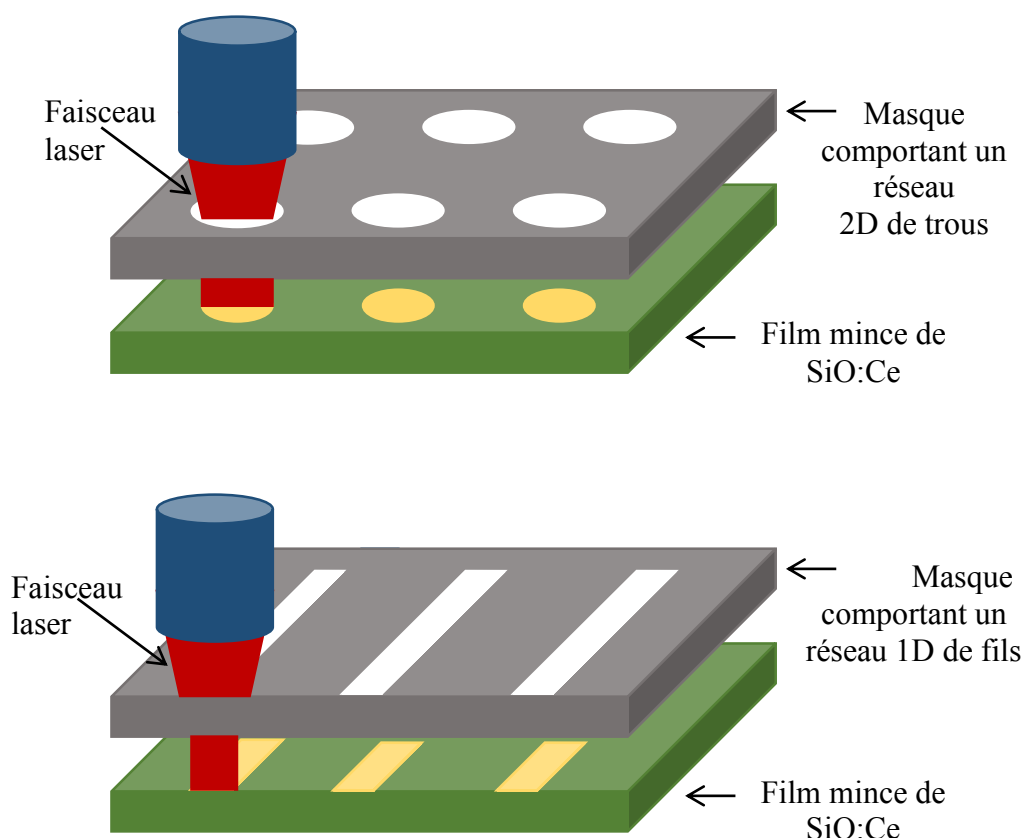 Faisceau
laser
Masque
comportant un
réseau
2D de trous
Film mince de
SiO:Ce
Faisceau
laser
Masque
comportant un
réseau 1D de fils
Film mince de
SiO:Ce